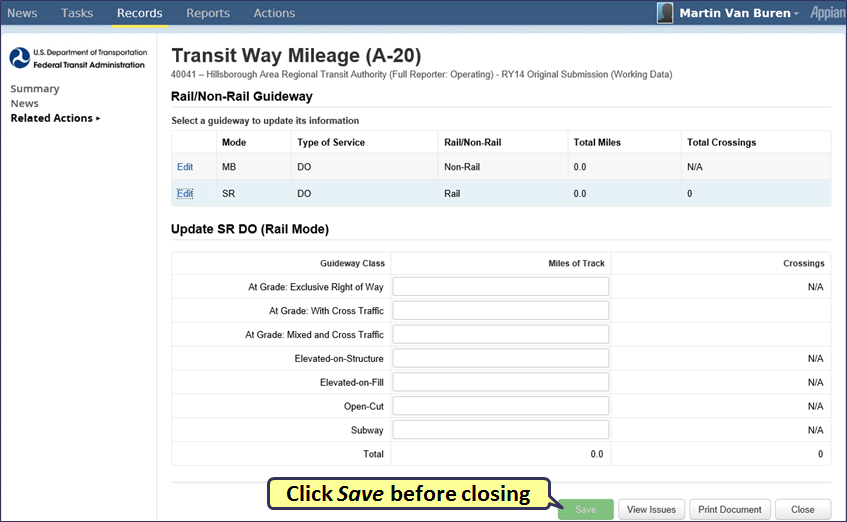 News Tasks Records Reports Actions Martin Van Buren Appian
U.S. Department of Transportation
Federal Transit Administration
Summary
News
Related Actions
Transit Way Mileage (A-20)
40041 – Hillsborough Area Regional Transit Authority (Full Reporter: Operating) - RY14 Original Submission (Working Data)
Rail/Non-Rail Guideway
Select a guideway to update its information
Mode Type of Service Rail/Non-Rail Total Miles Total Crossings
Edit MB DO Non-Rail 0.0 N/A
Edit SR DO Rail 0.0 0
Update SR DO (Rail Mode)
Guideway Class Miles of Track Crossings
At Grade: Exclusive Right of Way N/A
At Grade: With Cross Traffic
At Grade: Mixed and Cross Traffic
Elevated-on-Structure N/A
Elevated-on-Fill N/A
Open-Cut N/A
Subway N/A
Total 0.0 0
Click Save before closing
Save View Issues Print Document Close